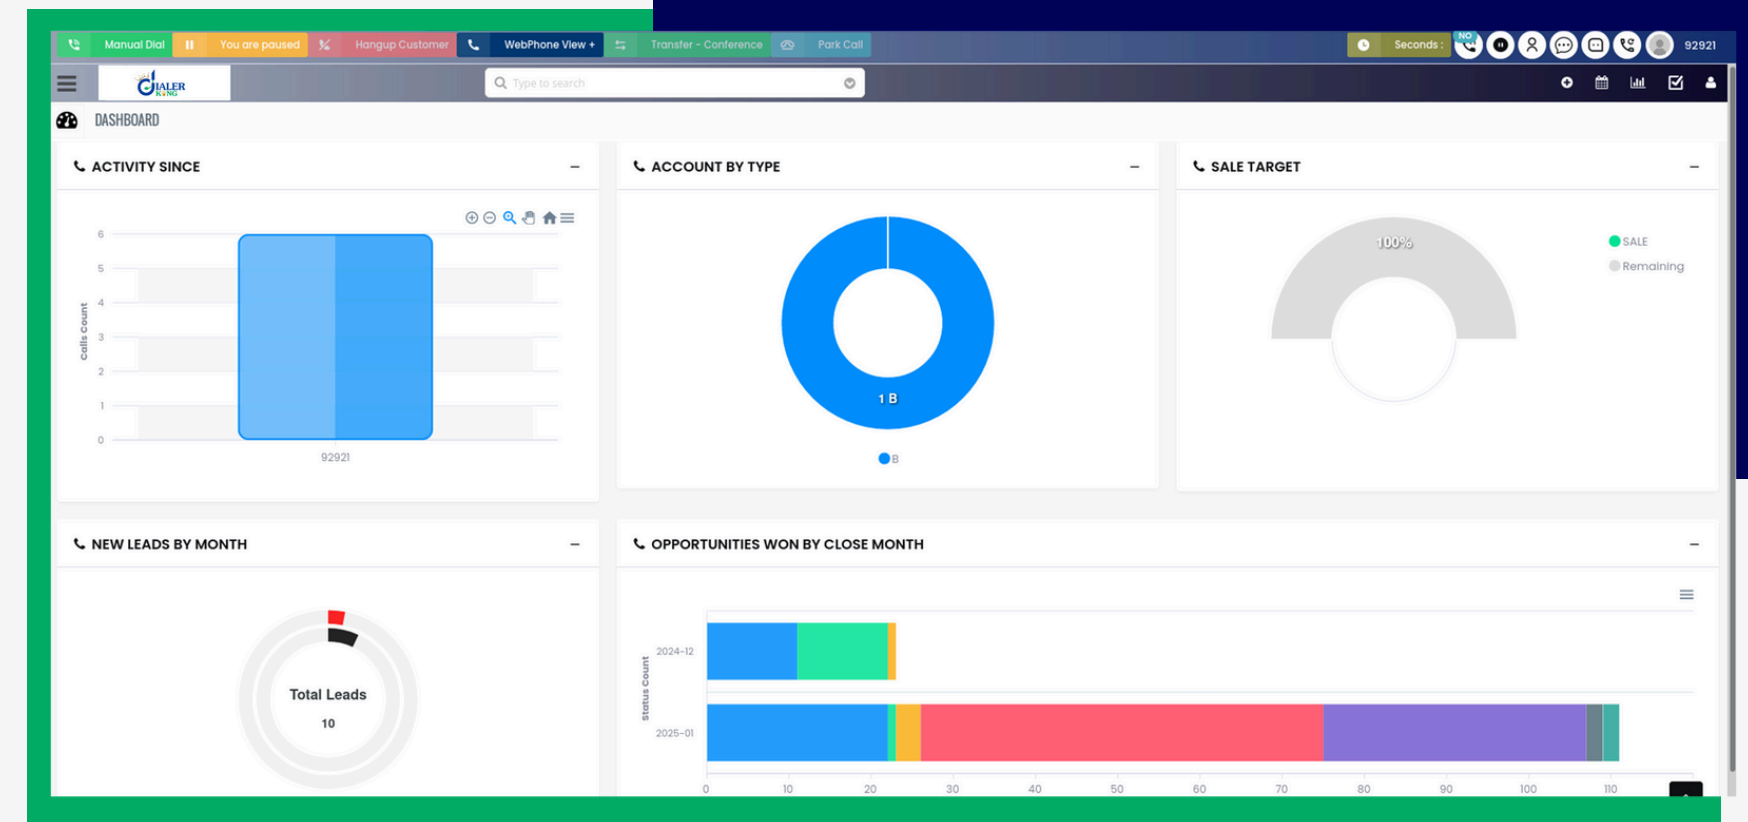 Manual Dial
You are paused
Hangup Customer
WebPhone View +
Transfer - Conference
Park Call
Seconds :
NO
92921
DIALER
KING
Type to search
DASHBOARD
ACTIVITY SINCE
6
5
4
3
2
1
0
Calls Count
92921
ACCOUNT BY TYPE
1 B
B
SALE TARGET
100%
SALE
Remaining
NEW LEADS BY MONTH
Total Leads
10
OPPORTUNITIES WON BY CLOSE MONTH
Status Count
2024-12
2025-01
0 10 20 30 40 50 60 70 80 90 100 110